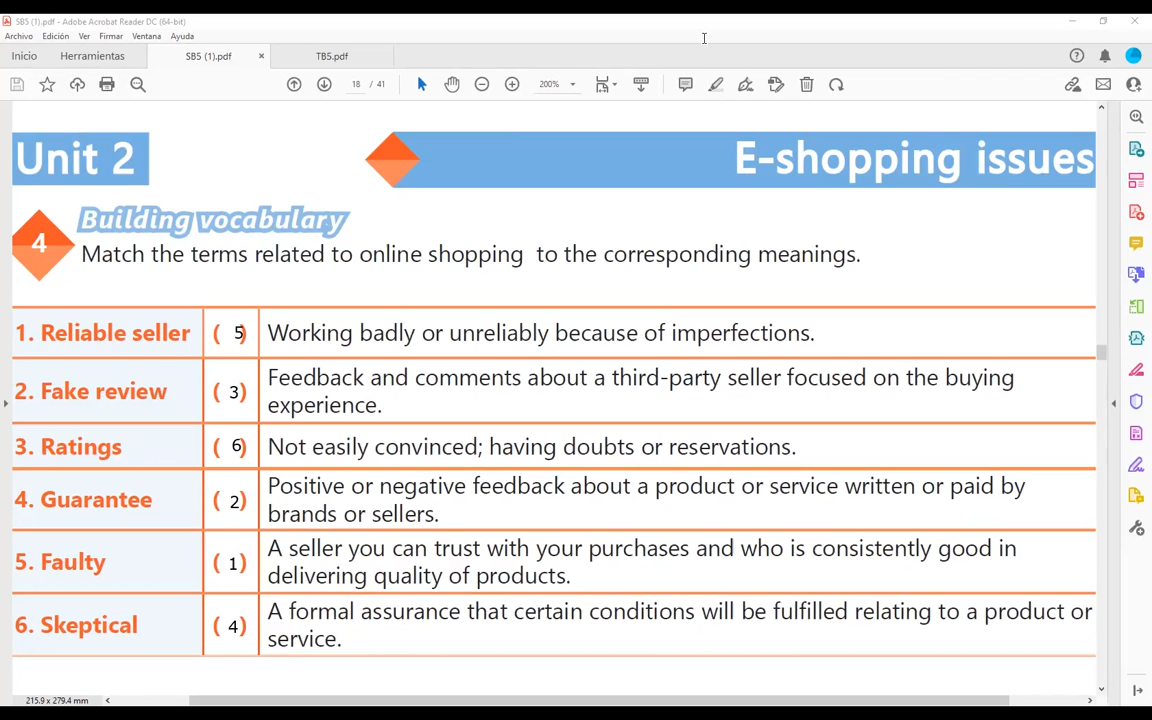 SB5 (1).pdf - Adobe Acrobat Reader DC (64-bit)
Archivo Edición Ver Firmar Ventana Ayuda
Inicio Herramientas SB5 (1).pdf × TB5.pdf
18 / 41 200%
Unit 2 E-shopping issues
Building vocabulary
4
Match the terms related to online shopping to the corresponding meanings.
1. Reliable seller ( 5) Working badly or unreliably because of imperfections.
2. Fake review ( 3 ) Feedback and comments about a third-party seller focused on the buying
experience.
3. Ratings ( 6 ) Not easily convinced; having doubts or reservations.
4. Guarantee ( 2 ) Positive or negative feedback about a product or service written or paid by
brands or sellers.
5. Faulty ( 1 ) A seller you can trust with your purchases and who is consistently good in
delivering quality of products.
6. Skeptical ( 4 ) A formal assurance that certain conditions will be fulfilled relating to a product or
service.
215.9 x 279.4 mm